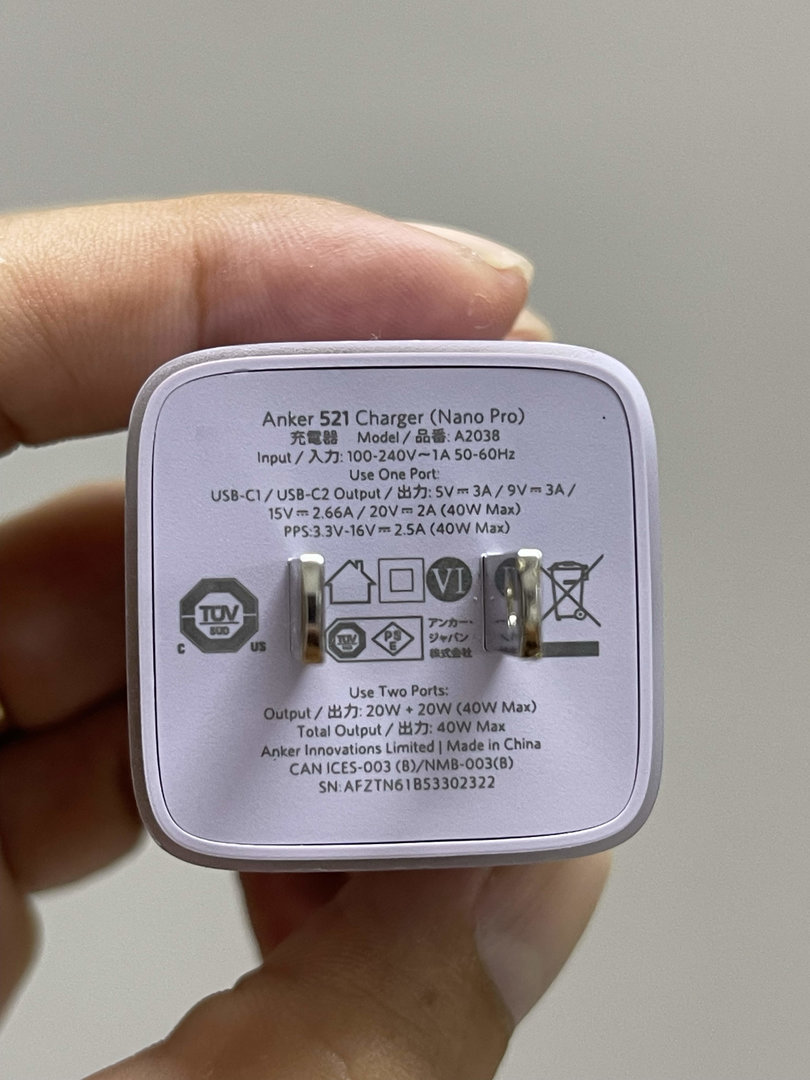 Anker 521 Charger (Nano Pro)
充電器 Model / 品番: A2038
Input / 入力: 100-240V~1A 50-60Hz
Use One Port:
USB-C1 / USB-C2 Output / 出力: 5V⎓3A / 9V⎓3A /
15V⎓2.66A / 20V⎓2A (40W Max)
PPS:3.3V-16V⎓2.5A (40W Max)
VI
TÜV
SÜD
C US
TÜV
PS
E
アンカー・
ジャパン
株式会社
Use Two Ports:
Output / 出力: 20W + 20W (40W Max)
Total Output / 出力: 40W Max
Anker Innovations Limited | Made in China
CAN ICES-003 (B)/NMB-003(B)
SN:AFZTN61B53302322